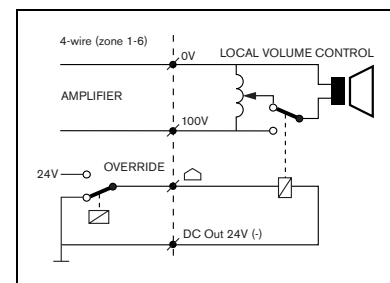 4-wire (zone 1-6)
0V
LOCAL VOLUME CONTROL
AMPLIFIER
100V
OVERRIDE
24V
DC Out 24V (-)